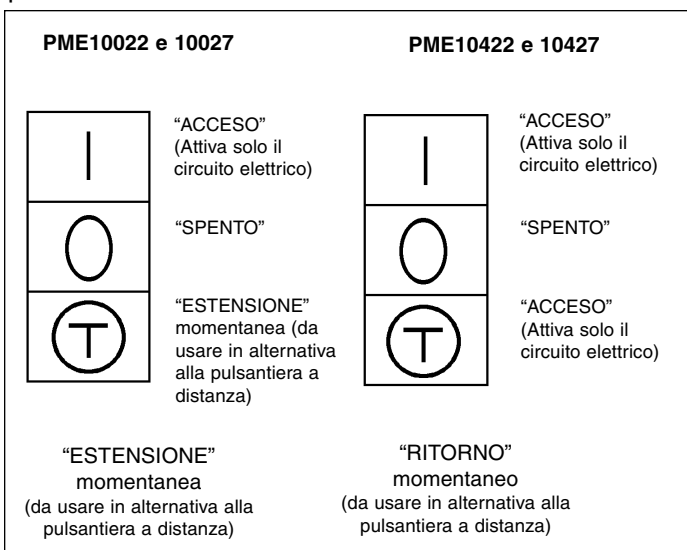 PME10022 e 10027
I
"ACCESO"
(Attiva solo il
circuito elettrico)
O
"SPENTO"
T
"ESTENSIONE"
momentanea (da
usare in alternativa
alla pulsantiera a
distanza)
"ESTENSIONE"
momentanea
(da usare in alternativa alla
pulsantiera a distanza)
PME10422 e 10427
I
"ACCESO"
(Attiva solo il
circuito elettrico)
O
"SPENTO"
T
"ACCESO"
(Attiva solo il
circuito elettrico)
"RITORNO"
momentaneo
(da usare in alternativa alla
pulsantiera a distanza)